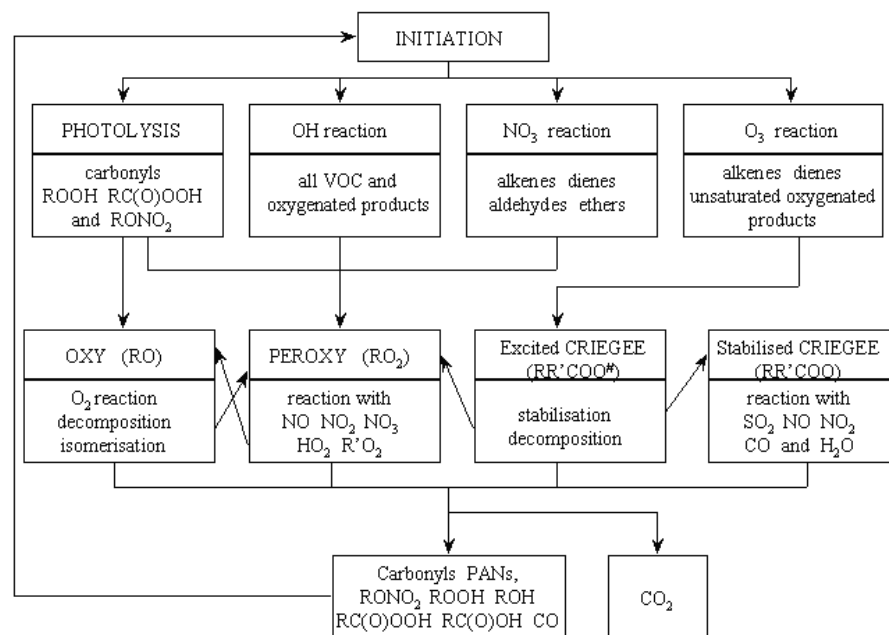 INITIATION
PHOTOLYSIS
carbonyls
ROOH RC(O)OOH
and RONO₂
OH reaction
all VOC and
oxygenated products
NO₃ reaction
alkenes dienes
aldehydes ethers
O₃ reaction
alkenes dienes
unsaturated oxygenated
products
OXY (RO)
O₂ reaction
decomposition
isomerisation
PEROXY (RO₂)
reaction with
NO NO₂ NO₃
HO₂ R'O₂
Excited CRIEGEE
(RR'COO#)
stabilisation
decomposition
Stabilised CRIEGEE
(RR'COO)
reaction with
SO₂ NO NO₂
CO and H₂O
Carbonyls PANs,
RONO₂ ROOH ROH
RC(O)OOH RC(O)OH CO
CO₂